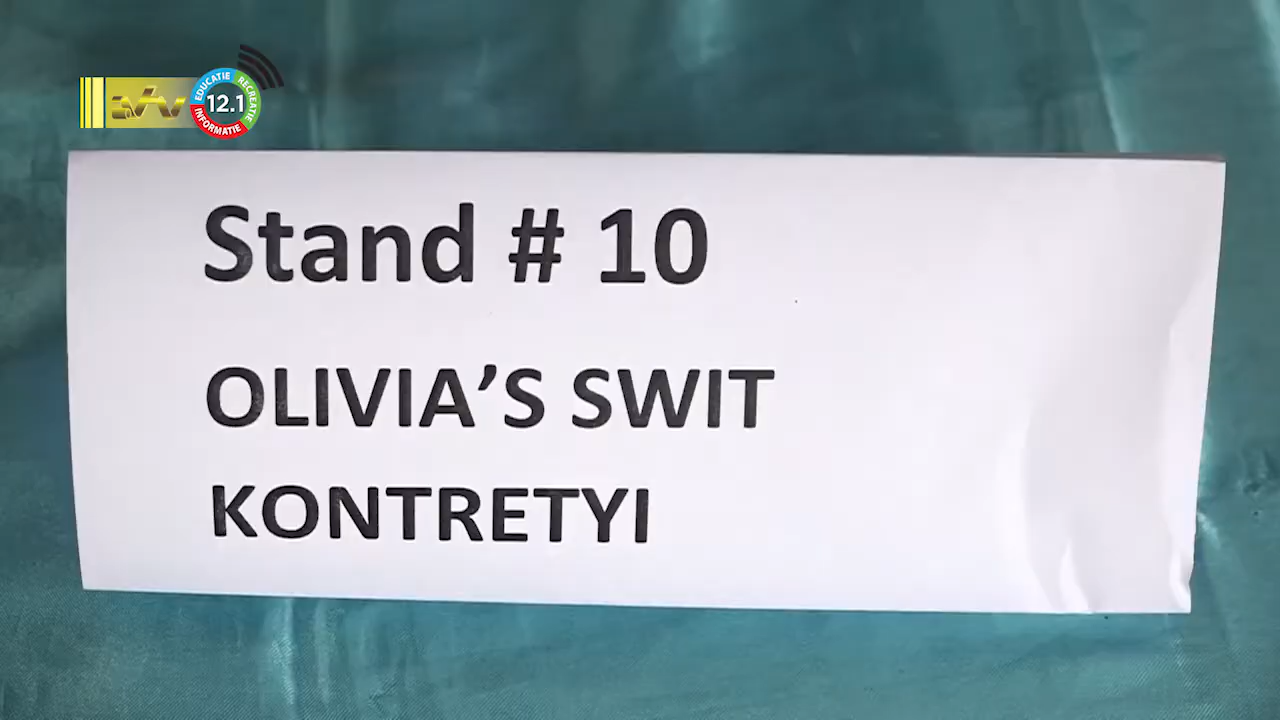 EDUCATIE
RECREATIE
INFORMATIE
12.1
Stand # 10
OLIVIA’S SWIT
KONTRETYI